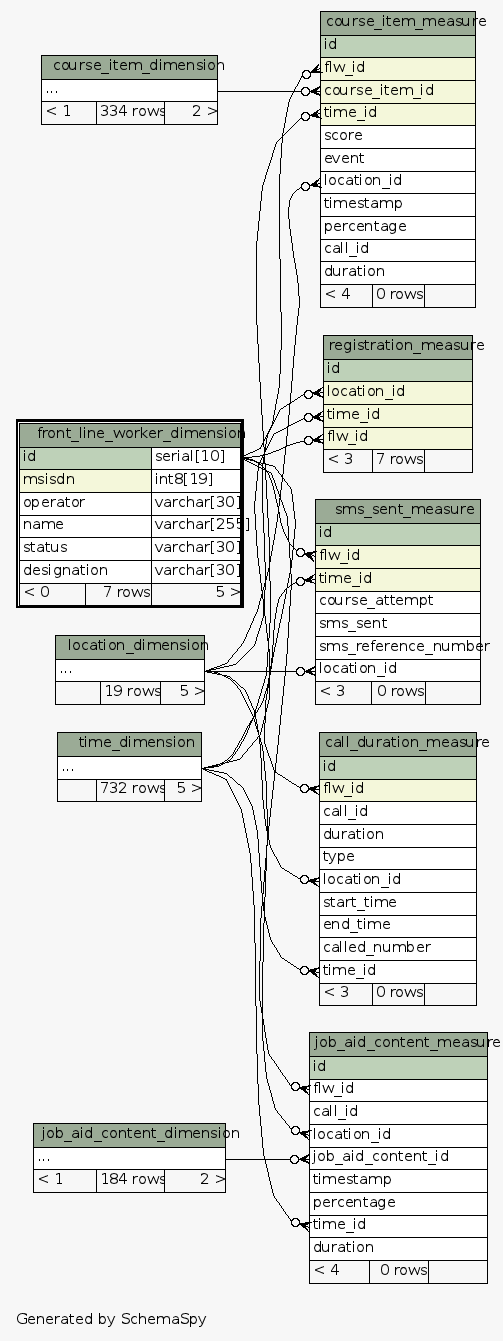 course_item_measure
id
flw_id
course_item_id
time_id
score
event
location_id
timestamp
percentage
call_id
duration
< 4 0 rows
course_item_dimension
...
< 1 334 rows 2 >
registration_measure
id
location_id
time_id
flw_id
< 3 7 rows
front_line_worker_dimension
id serial[10]
msisdn int8[19]
operator varchar[30]
name varchar[255]
status varchar[30]
designation varchar[30]
< 0 7 rows 5 >
sms_sent_measure
id
flw_id
time_id
course_attempt
sms_sent
sms_reference_number
location_id
< 3 0 rows
location_dimension
...
19 rows 5 >
time_dimension
...
732 rows 5 >
call_duration_measure
id
flw_id
call_id
duration
type
location_id
start_time
end_time
called_number
time_id
< 3 0 rows
job_aid_content_measure
id
flw_id
call_id
location_id
job_aid_content_id
timestamp
percentage
time_id
duration
< 4 0 rows
job_aid_content_dimension
...
< 1 184 rows 2 >
Generated by SchemaSpy